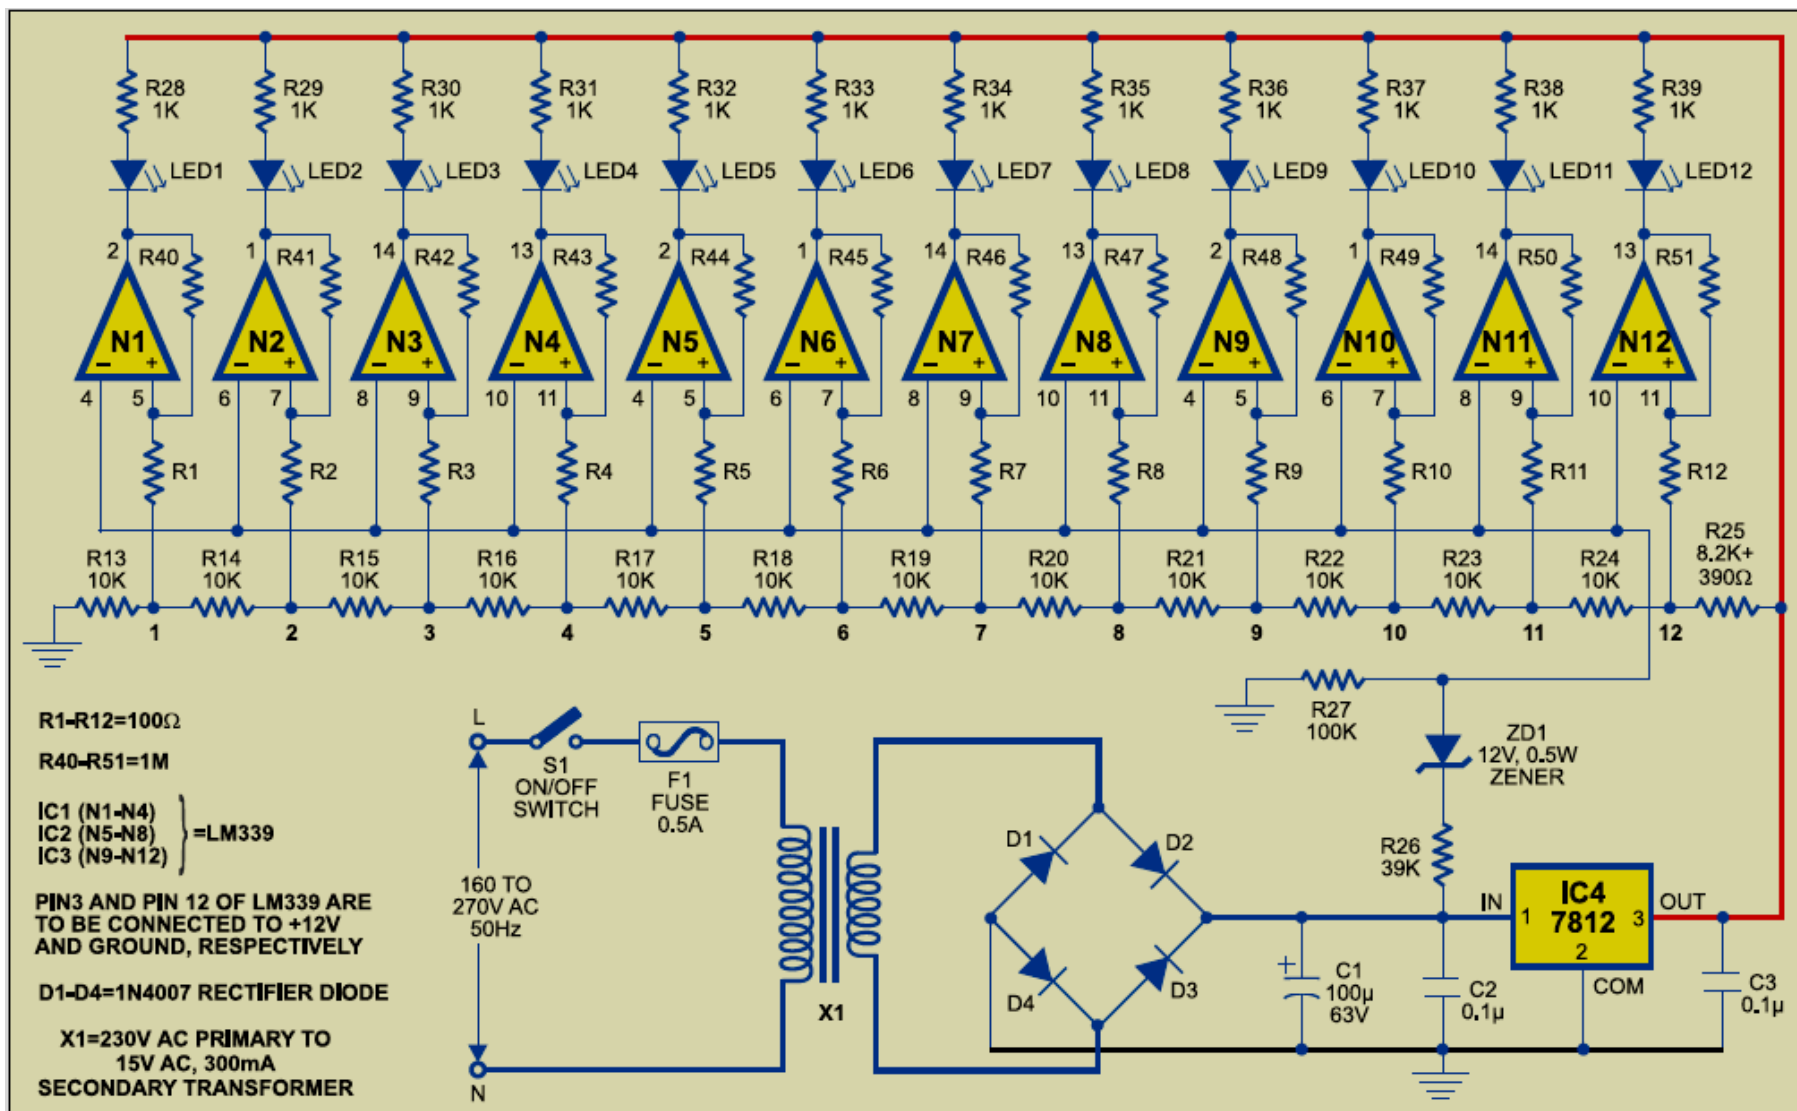 R28 1K
R29 1K
R30 1K
R31 1K
R32 1K
R33 1K
R34 1K
R35 1K
R36 1K
R37 1K
R38 1K
R39 1K
LED1 LED2 LED3 LED4 LED5 LED6 LED7 LED8 LED9 LED10 LED11 LED12
2 R40 1 R41 14 R42 13 R43 2 R44 1 R45 14 R46 13 R47 2 R48 1 R49 14 R50 13 R51
N1 N2 N3 N4 N5 N6 N7 N8 N9 N10 N11 N12
− + − + − + − + − + − + − + − + − + − + − + − +
4 5 6 7 8 9 10 11 4 5 6 7 8 9 10 11 4 5 6 7 8 9 10 11
R1 R2 R3 R4 R5 R6 R7 R8 R9 R10 R11 R12
R13 10K
R14 10K
R15 10K
R16 10K
R17 10K
R18 10K
R19 10K
R20 10K
R21 10K
R22 10K
R23 10K
R24 10K
R25
8.2K+
390Ω
1 2 3 4 5 6 7 8 9 10 11 12
R1-R12=100Ω
R40-R51=1M
IC1 (N1-N4)
IC2 (N5-N8) =LM339
IC3 (N9-N12)
PIN3 AND PIN 12 OF LM339 ARE
TO BE CONNECTED TO +12V
AND GROUND, RESPECTIVELY
D1-D4=1N4007 RECTIFIER DIODE
X1=230V AC PRIMARY TO
15V AC, 300mA
SECONDARY TRANSFORMER
L
S1
ON/OFF
SWITCH
F1
FUSE
0.5A
160 TO
270V AC
50Hz
N
X1
D1
D2
D4
D3
R27
100K
ZD1
12V, 0.5W
ZENER
R26
39K
IN
1
IC4
7812
3
2
OUT
COM
+
C1
100µ
63V
C2
0.1µ
C3
0.1µ